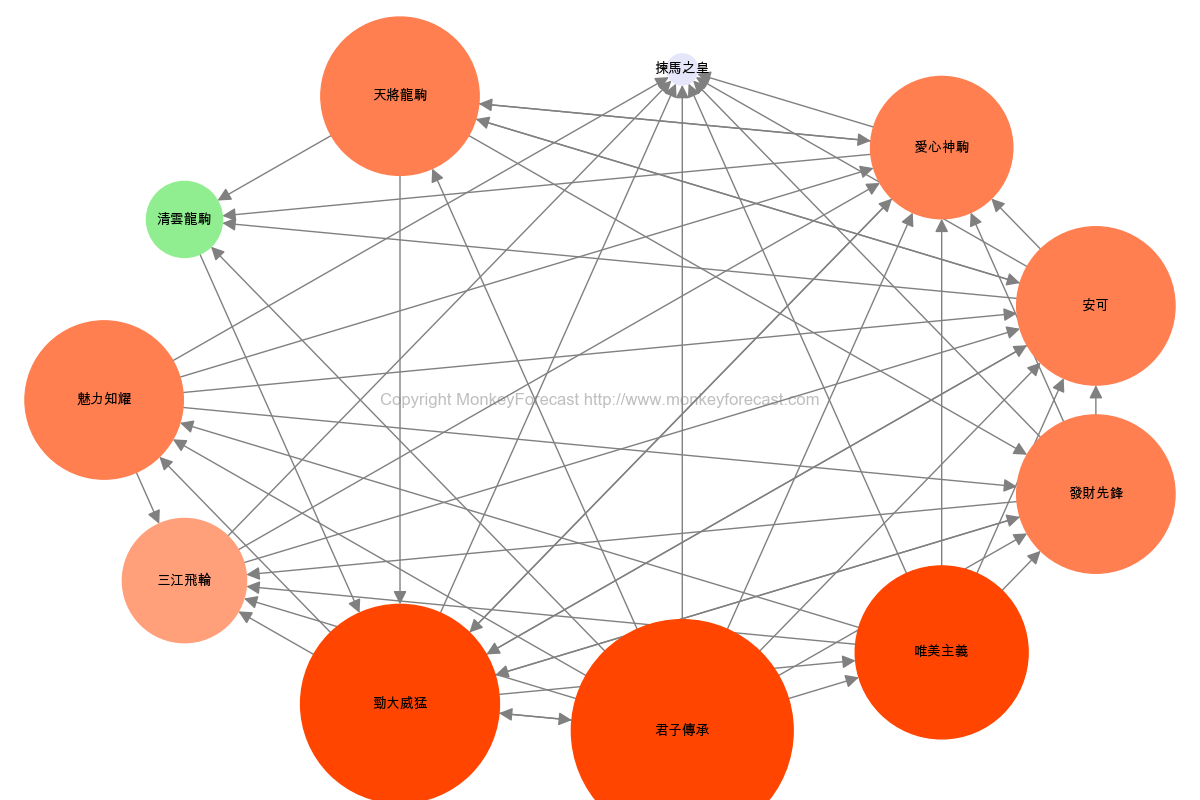 揀馬之皇
天將龍駒
愛心神駒
清雲龍駒
安可
魅力知耀
Copyright MonkeyForecast http://www.monkeyforecast.com
發財先鋒
三江飛輪
唯美主義
勁大威猛
君子傳承